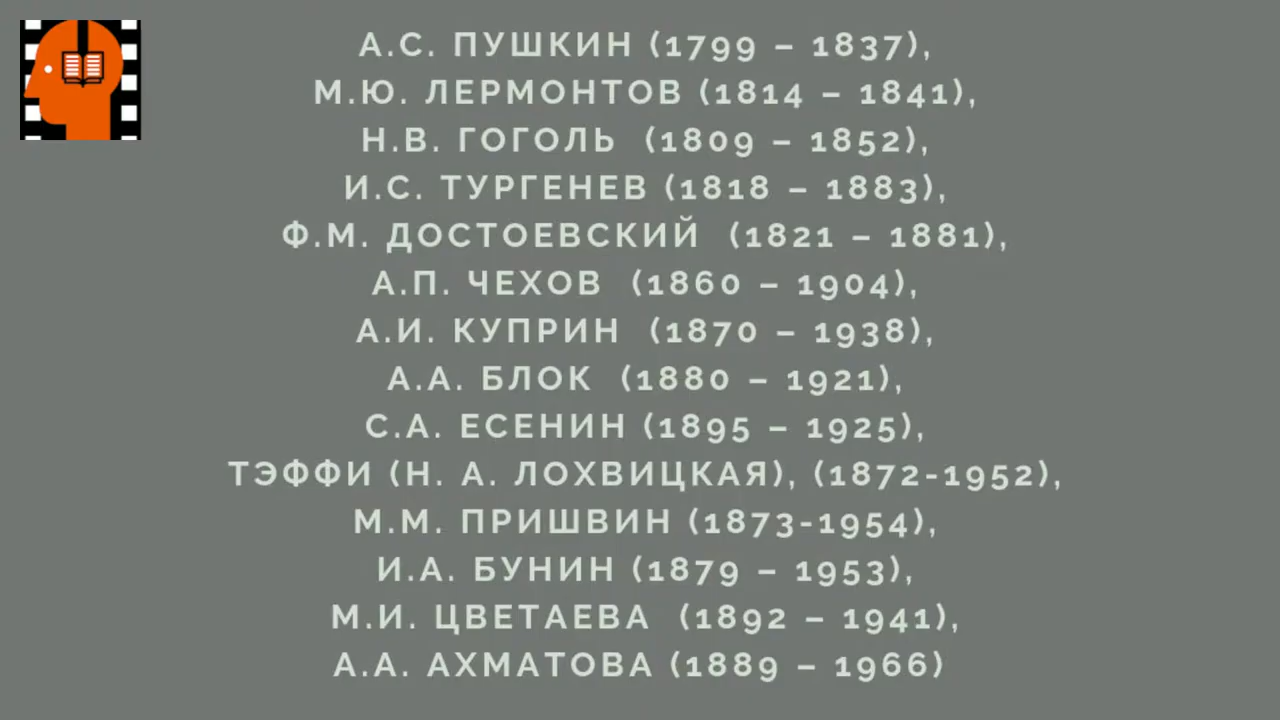 А.С. ПУШКИН (1799 – 1837),
М.Ю. ЛЕРМОНТОВ (1814 – 1841),
Н.В. ГОГОЛЬ (1809 – 1852),
И.С. ТУРГЕНЕВ (1818 – 1883),
Ф.М. ДОСТОЕВСКИЙ (1821 – 1881),
А.П. ЧЕХОВ (1860 – 1904),
А.И. КУПРИН (1870 – 1938),
А.А. БЛОК (1880 – 1921),
С.А. ЕСЕНИН (1895 – 1925),
ТЭФФИ (Н. А. ЛОХВИЦКАЯ), (1872-1952),
М.М. ПРИШВИН (1873-1954),
И.А. БУНИН (1879 – 1953),
М.И. ЦВЕТАЕВА (1892 – 1941),
А.А. АХМАТОВА (1889 – 1966)